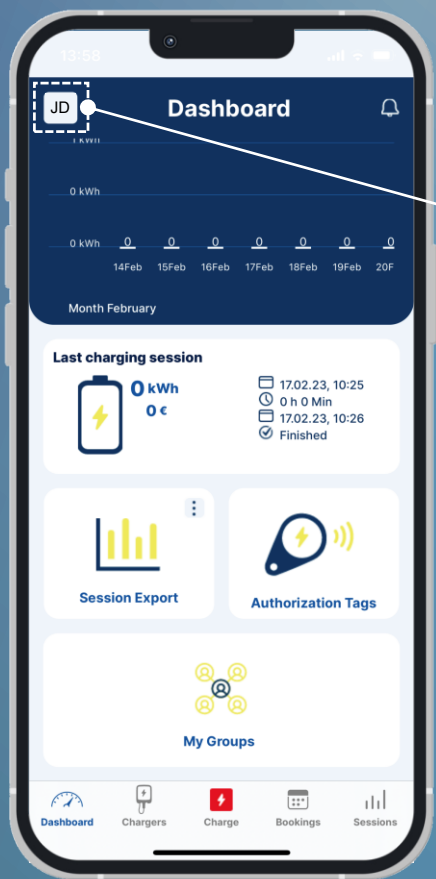 13:58
JD
Dashboard
1 kWh
0 kWh
0 kWh
0 0 0 0 0 0 0
14Feb 15Feb 16Feb 17Feb 18Feb 19Feb 20F
Month February
Last charging session
0 kWh
0 €
17.02.23, 10:25
0 h 0 Min
17.02.23, 10:26
Finished
Session Export
Authorization Tags
My Groups
Dashboard Chargers Charge Bookings Sessions